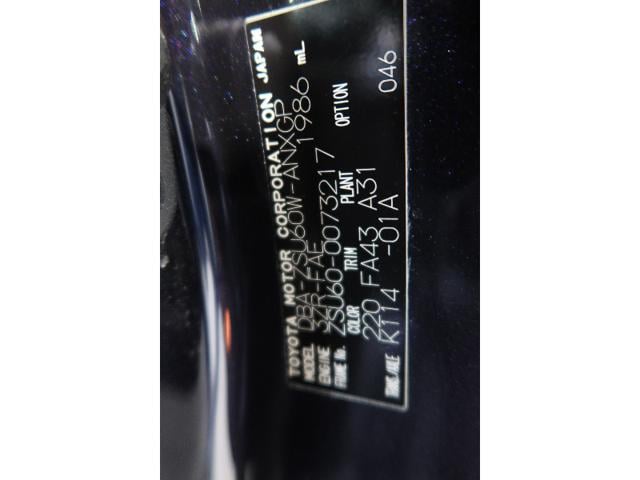 TOYOTA MOTOR CORPORATION JAPAN
MODEL DBA-ZSU60W-ANXGP
ENGINE 3ZR-FAE 1986 mL
FRAME No. ZSU60-0073217
COLOR TRIM PLANT OPTION
220 FA43 A31 046
TRNS/AXLE K114 -01A